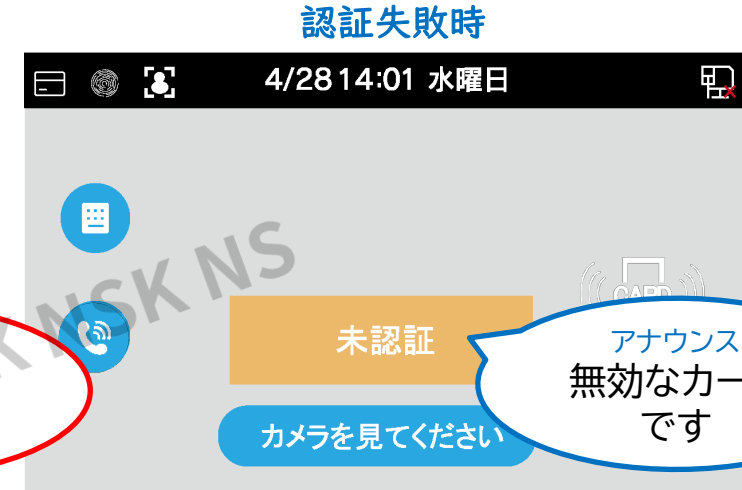 認証失敗時
4/28 14:01 水曜日
NSK NS
CARD
未認証
アナウンス
無効なカー
です
カメラを見てください